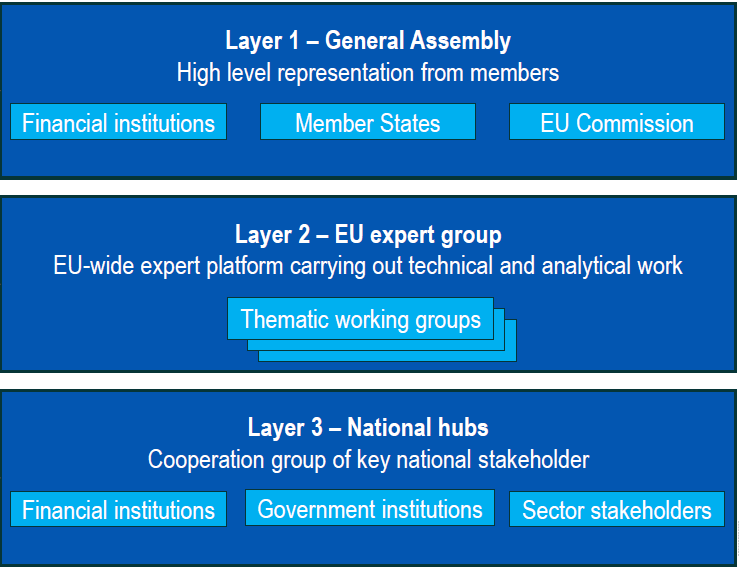 Layer 1 – General Assembly
High level representation from members
Financial institutions
Member States
EU Commission
Layer 2 – EU expert group
EU-wide expert platform carrying out technical and analytical work
Thematic working groups
Layer 3 – National hubs
Cooperation group of key national stakeholder
Financial institutions
Government institutions
Sector stakeholders